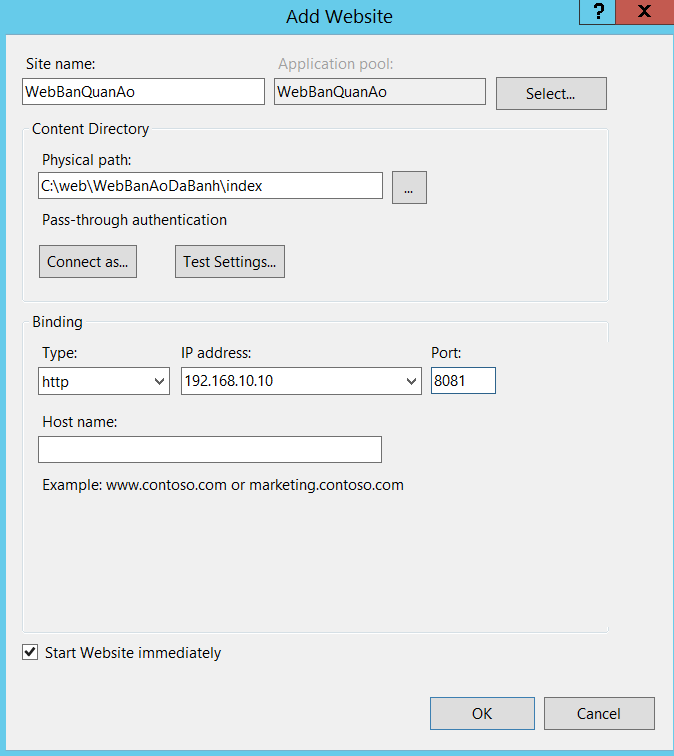 Add Website
? X
Site name: Application pool:
WebBanQuanAo WebBanQuanAo Select...
Content Directory
Physical path:
C:\web\WebBanAoDaBanh\index ...
Pass-through authentication
Connect as... Test Settings...
Binding
Type: IP address: Port:
http 192.168.10.10 8081
Host name:
Example: www.contoso.com or marketing.contoso.com
Start Website immediately
OK Cancel